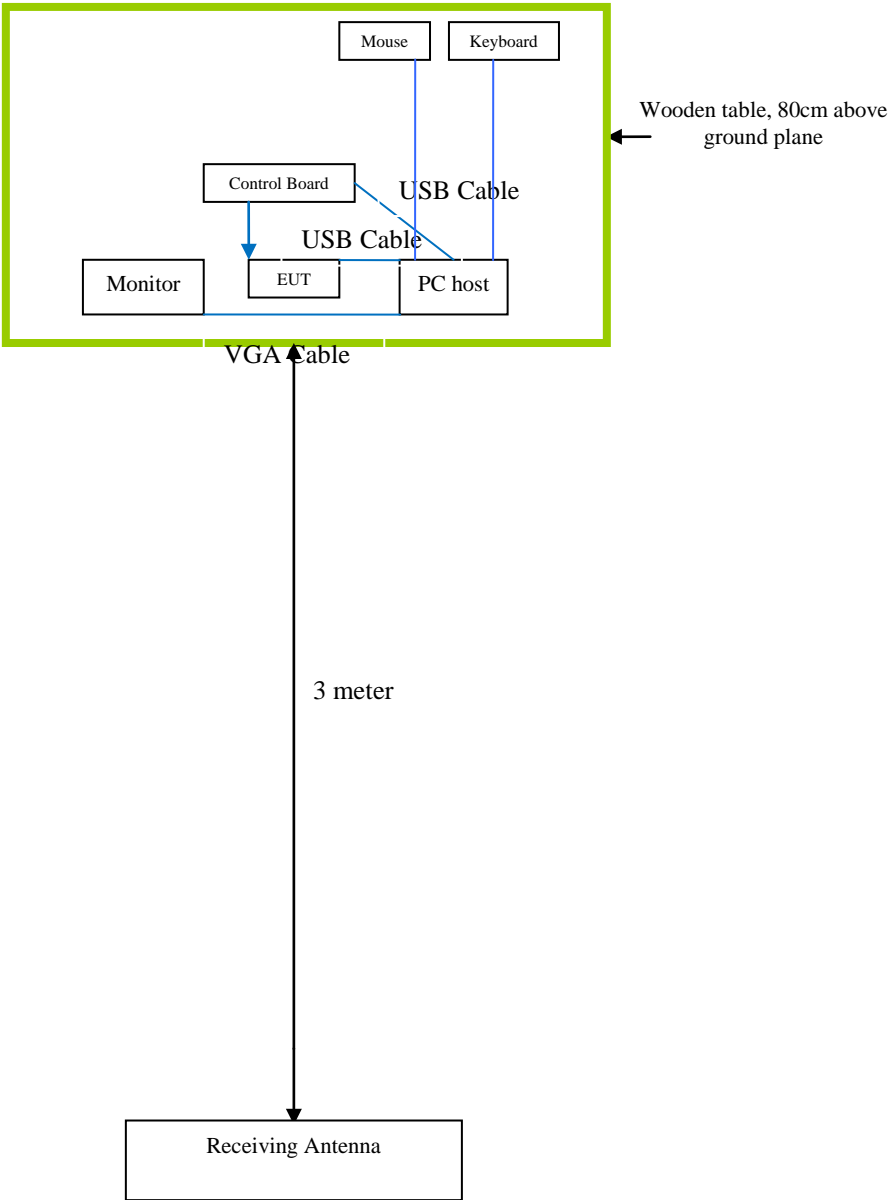 Mouse
Keyboard
Wooden table, 80cm above
ground plane
Control Board
USB Cable
USB Cable
Monitor
EUT
PC host
VGA Cable
3 meter
Receiving Antenna